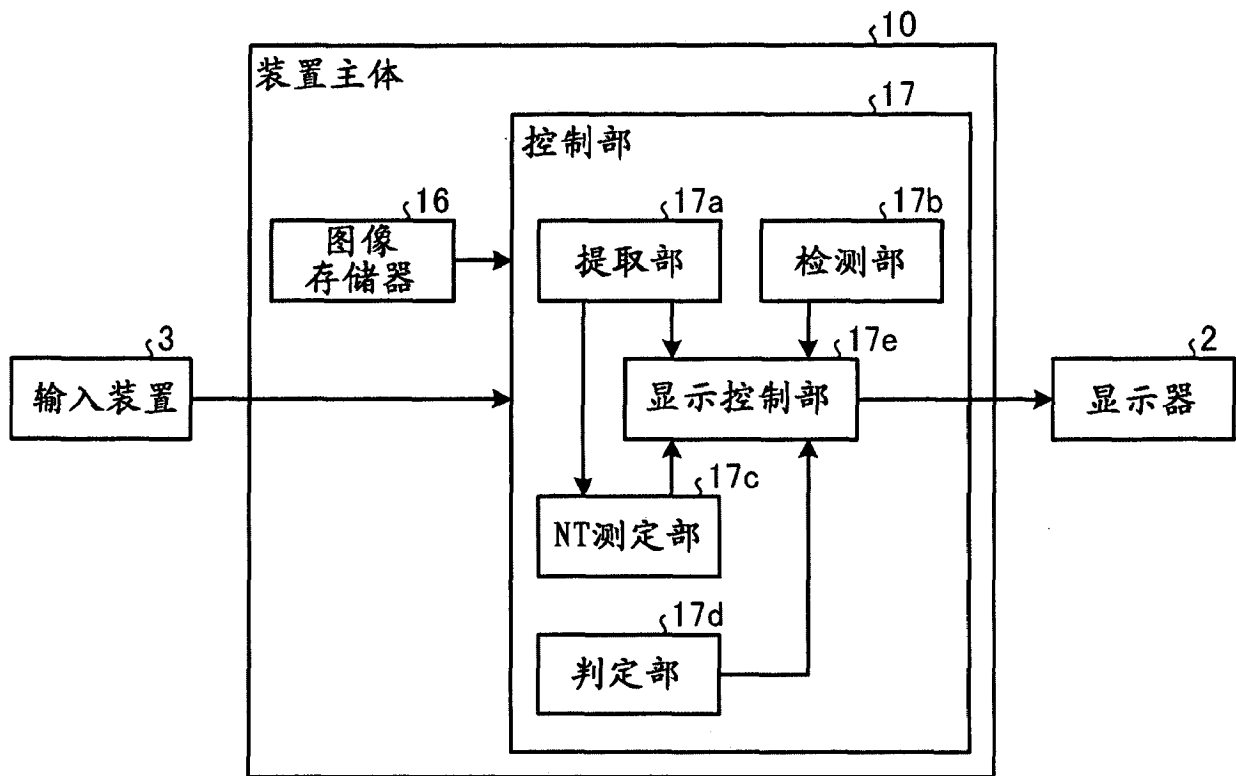 10
装置主体
17
控制部
16
图像
存储器
17a
提取部
17b
检测部
3
输入装置
17e
显示控制部
2
显示器
17c
NT测定部
17d
判定部